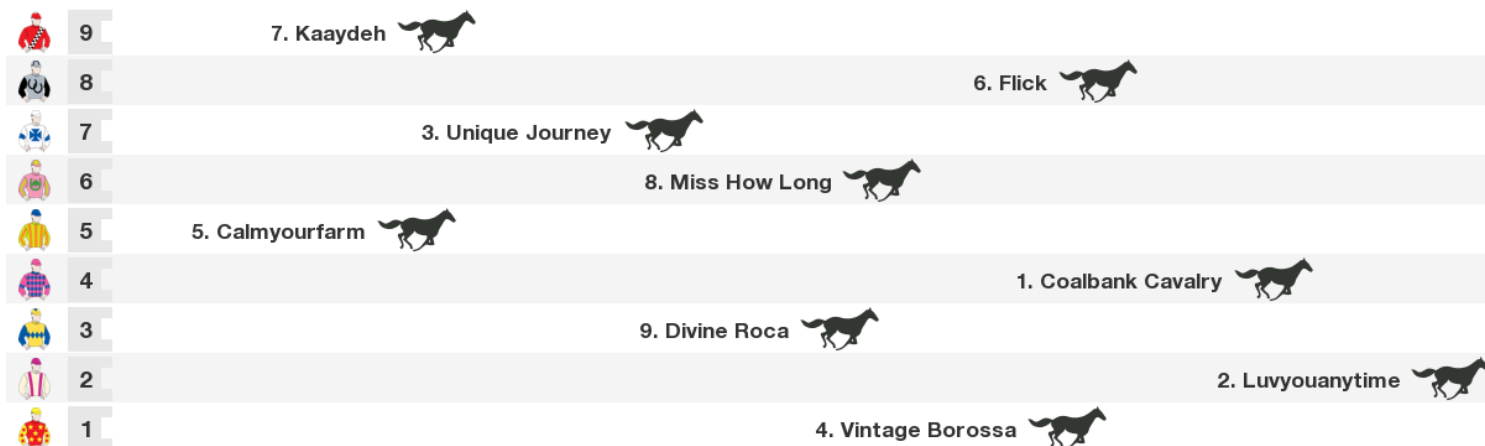 9 7. Kaaydeh
8 6. Flick
7 3. Unique Journey
6 8. Miss How Long
5 5. Calmyourfarm
4 1. Coalbank Cavalry
3 9. Divine Roca
2 2. Luvyouanytime
1 4. Vintage Borossa